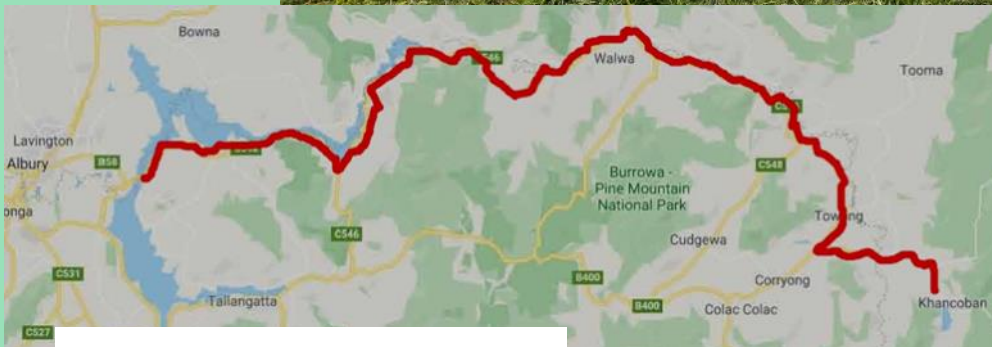 Bowna
Lavington
Albury
B58
onga
C546
Walwa
Tooma
Burrowa -
Pine Mountain
National Park
C548
Towong
Cudgewa
Corryong
B400
B400
Colac Colac
Khancoban
C546
C531
Tallangatta
C527